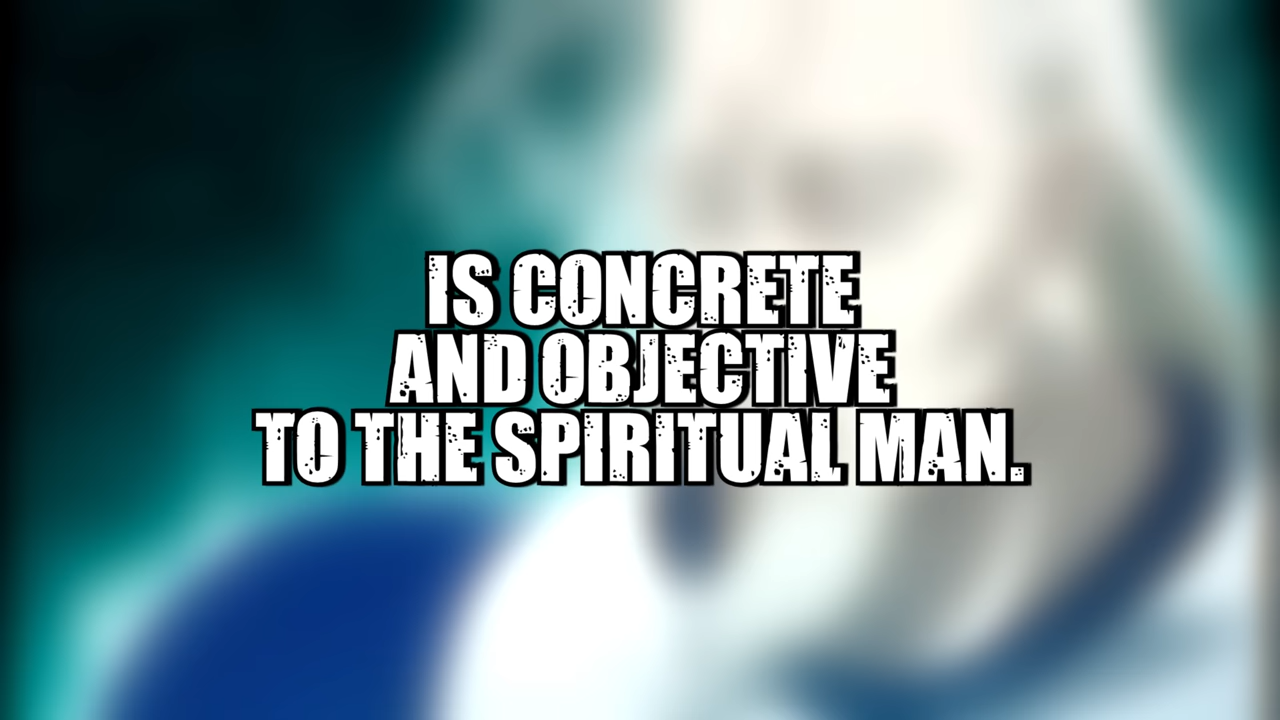 IS CONCRETE
AND OBJECTIVE
TO THE SPIRITUAL MAN.